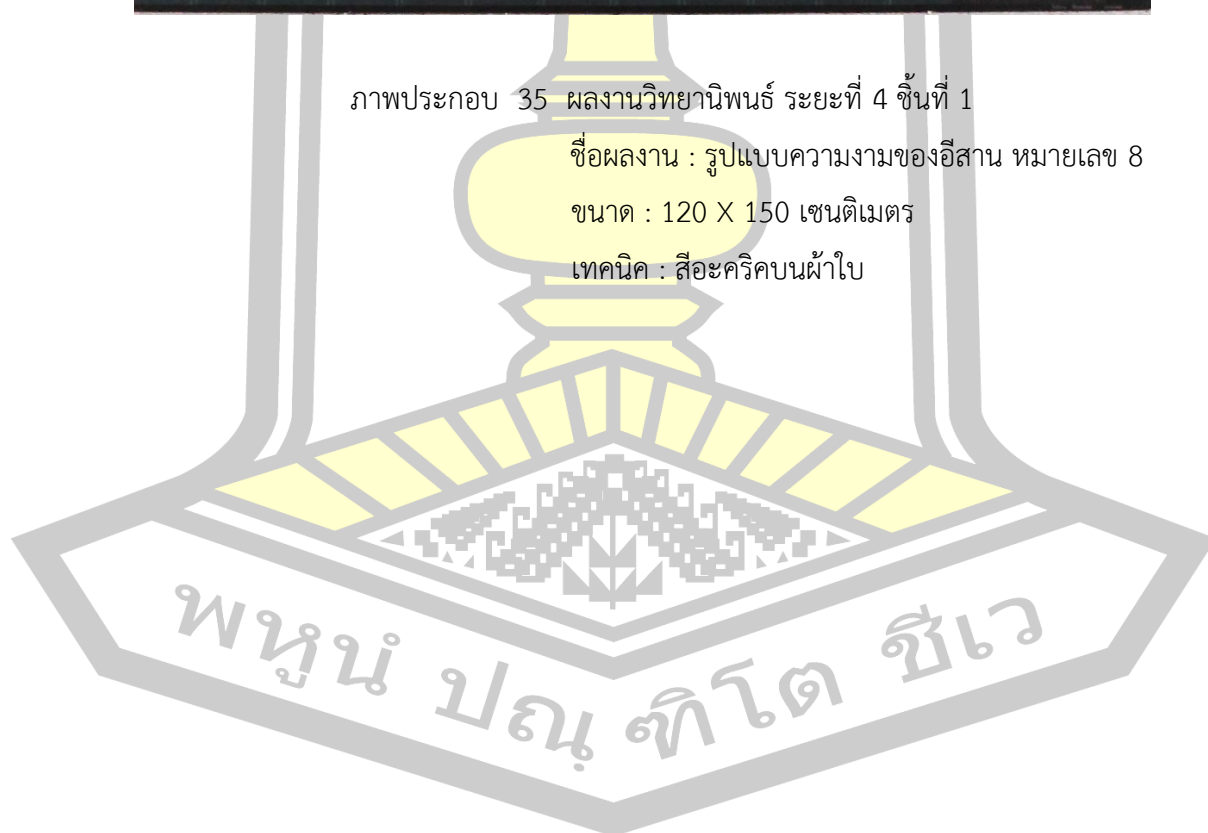 ภาพประกอบ 35 ผลงานวิทยานิพนธ์ ระยะที่ 4 ชิ้นที่ 1
ชื่อผลงาน : รูปแบบความงามของอีสาน หมายเลข 8
ขนาด : 120 X 150 เซนติเมตร
เทคนิค : สีอะคริคบนผ้าใบ
พหูนํ ปณฺฑิโต ชีเว